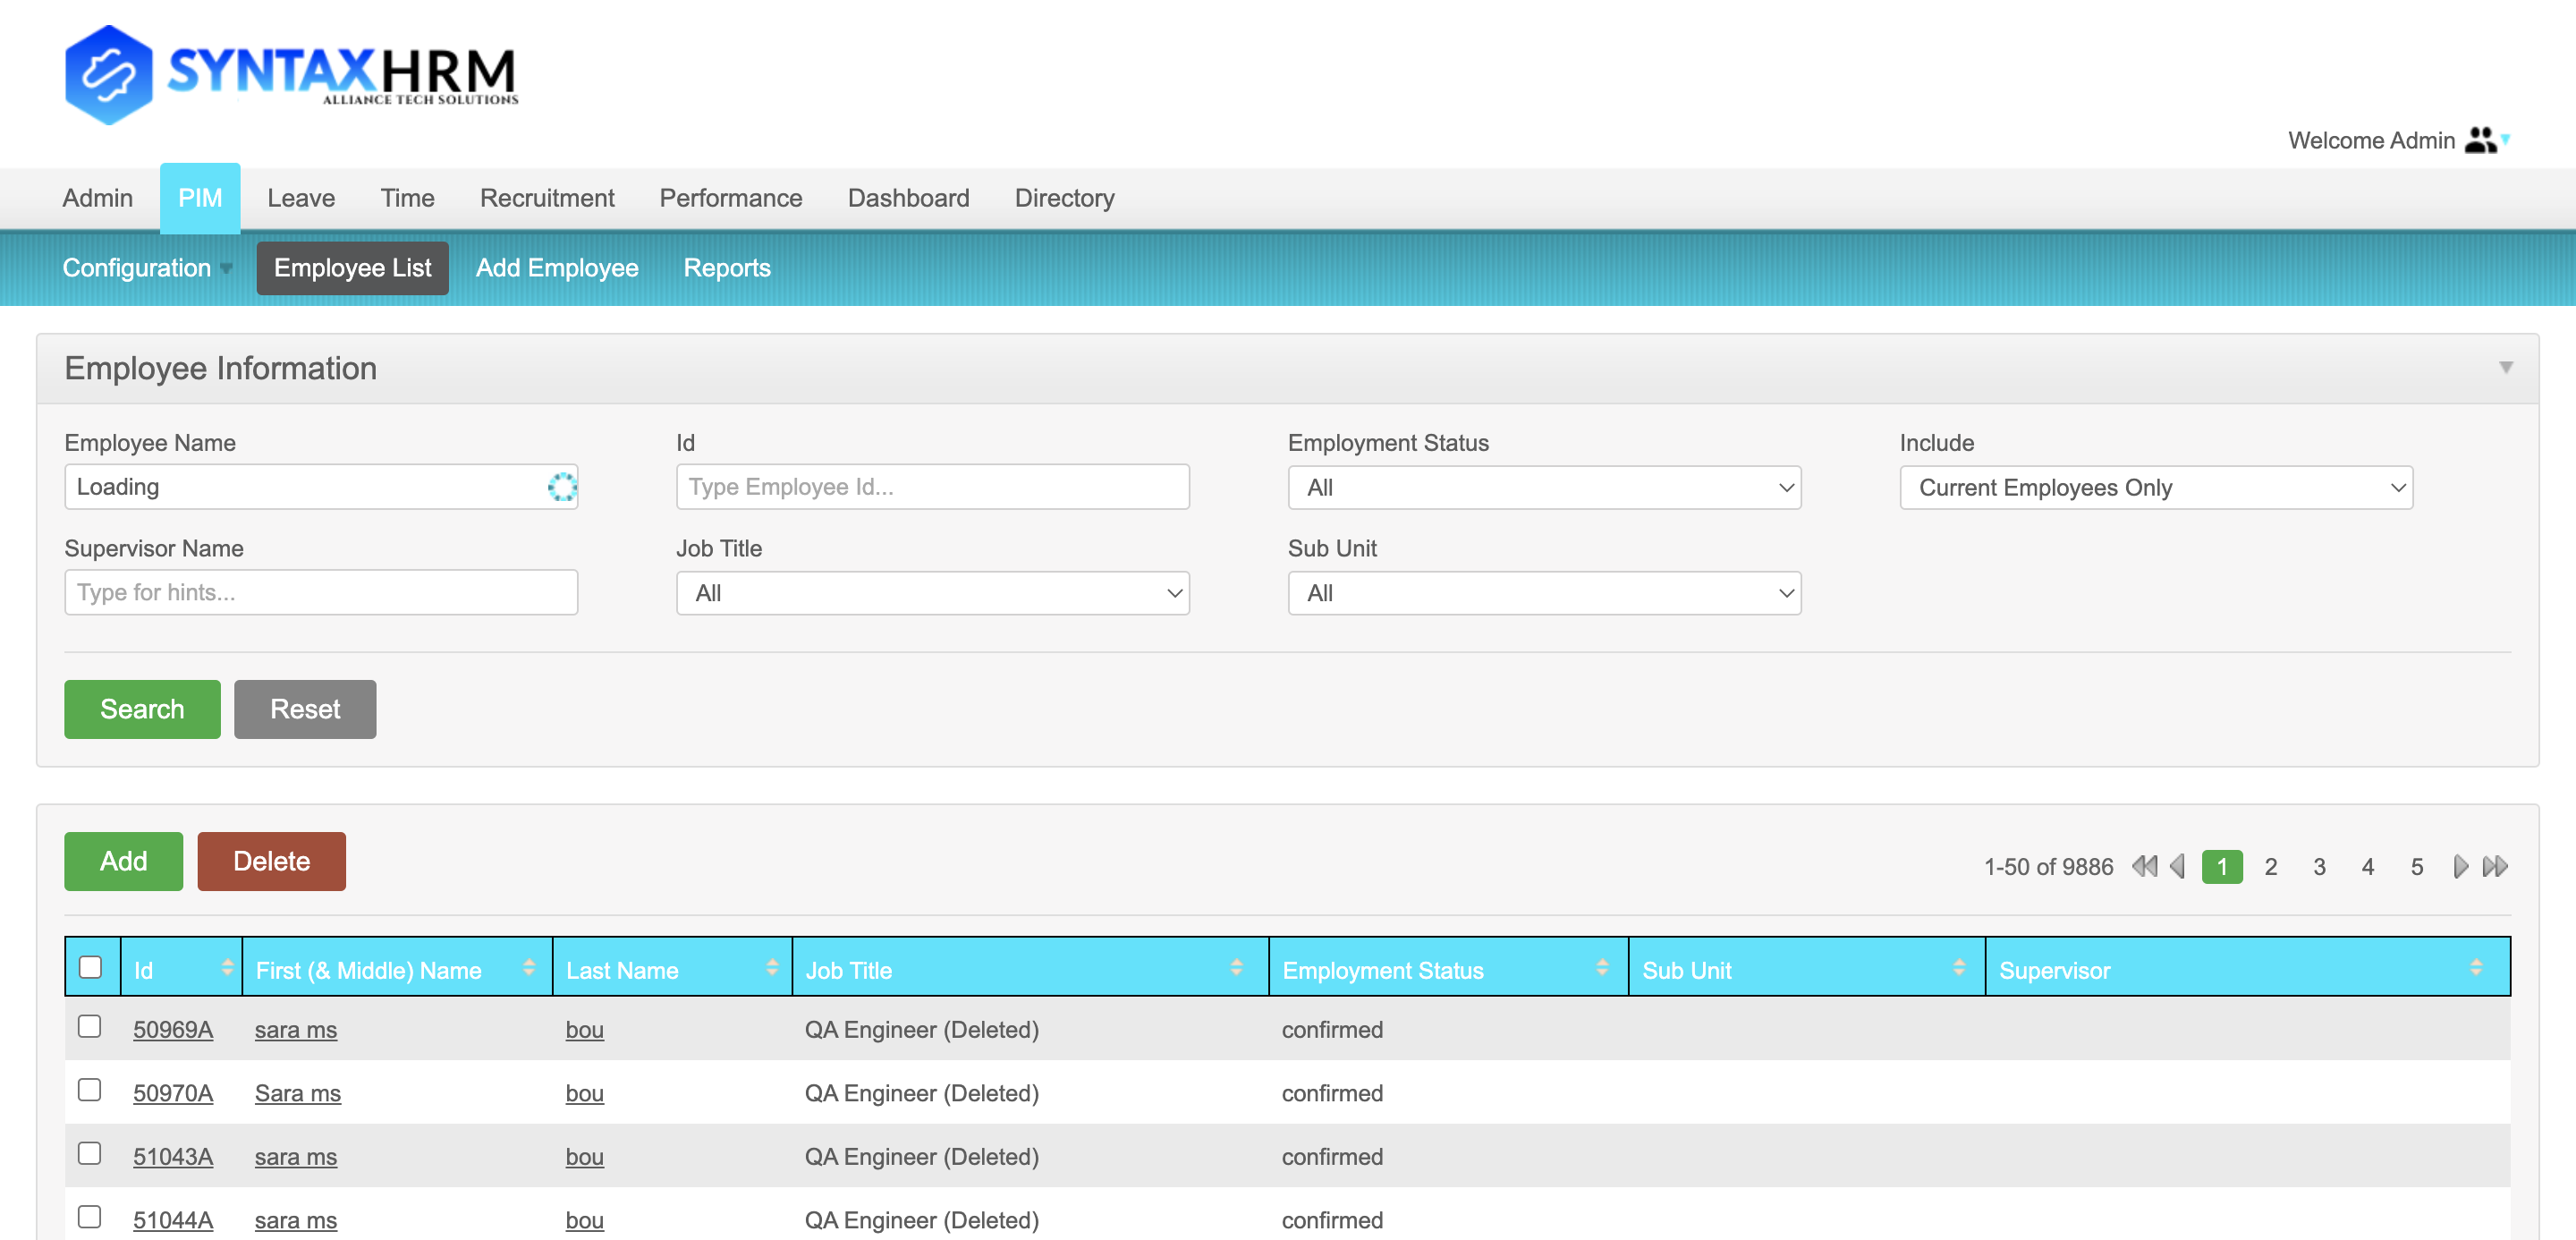 SYNTAXHRM
ALLIANCE TECH SOLUTIONS
Welcome Admin
Admin PIM Leave Time Recruitment Performance Dashboard Directory
Configuration Employee List Add Employee Reports
Employee Information
Employee Name Id Employment Status Include
Loading Type Employee Id... All Current Employees Only
Supervisor Name Job Title Sub Unit
Type for hints... All All
Search Reset
Add Delete 1-50 of 9886 1 2 3 4 5
Id First (& Middle) Name Last Name Job Title Employment Status Sub Unit Supervisor
50969A sara ms bou QA Engineer (Deleted) confirmed
50970A Sara ms bou QA Engineer (Deleted) confirmed
51043A sara ms bou QA Engineer (Deleted) confirmed
51044A sara ms bou QA Engineer (Deleted) confirmed